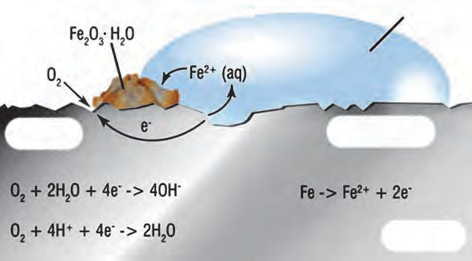 Fe₂O₃· H₂O
O₂
Fe²⁺ (aq)
e⁻
O₂ + 2H₂O + 4e⁻ -> 4OH⁻
Fe -> Fe²⁺ + 2e⁻
O₂ + 4H⁺ + 4e⁻ -> 2H₂O